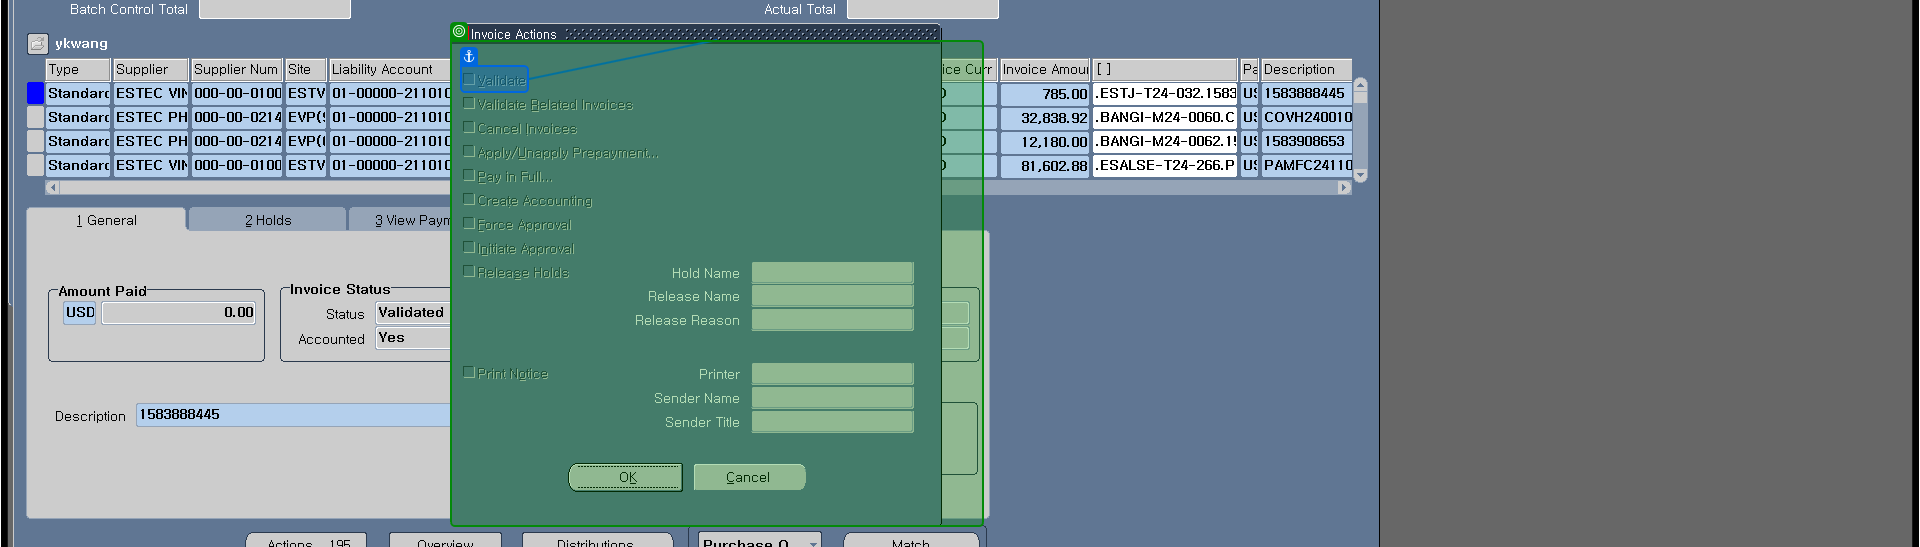 Batch Control Total
Actual Total
Invoice Actions
ykwang
Type Supplier Supplier Num Site Liability Account ice Curr Invoice Amou [ ] Pa Description
Standard ESTEC VIN 000-00-0100 ESTV 01-00000-211010 785.00 .ESTJ-T24-032.1583 US 1583888445
Standard ESTEC PH 000-00-0214 EVP( 01-00000-211010 32,838.92 .BANGI-M24-0060.C US COVH240010
Standard ESTEC PH 000-00-0214 EVP( 01-00000-211010 12,180.00 .BANGI-M24-0062.1 US 1583908653
Standard ESTEC VIN 000-00-0100 ESTV 01-00000-211010 81,602.88 .ESALSE-T24-266.P US PAMFC24110
Validate
Validate Related Invoices
Cancel Invoices
Apply/Unapply Prepayment...
Pay in Full...
Create Accounting
Force Approval
Initiate Approval
Release Holds
Hold Name
Release Name
Release Reason
Print Notice
Printer
Sender Name
Sender Title
OK Cancel
1 General 2 Holds 3 View Paym
Amount Paid
USD 0.00
Invoice Status
Status Validated
Accounted Yes
Description 1583888445
Actions... 195 Overview Distributions Purchase O Match